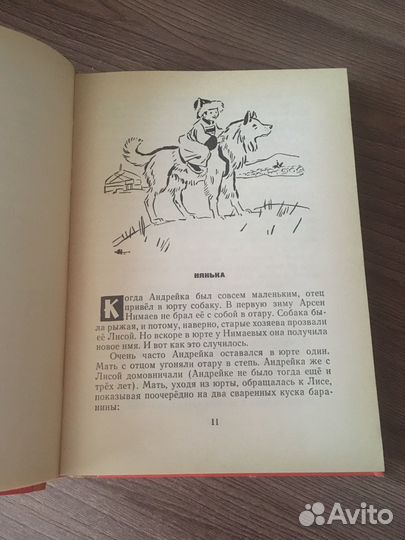 НЯНЬКА
Когда Андрейка был совсем маленьким, отец
привёл в юрту собаку. В первую зиму Арсен
Нимаев не брал её с собой в отару. Собака бы-
ла рыжая, и потому, наверно, старые хозяева прозвали
её Лисой. Но вскоре в юрте у Нимаевых она получила
новое имя. И вот как это случилось.
Очень часто Андрейка оставался в юрте один.
Мать с отцом угоняли отару в степь. Андрейка же с
Лисой домовничали (Андрейке не было тогда ещё и
трёх лет). Мать, уходя из юрты, обращалась к Лисе,
показывая поочерёдно на два сваренных куска бара-
нины:
11
Avito